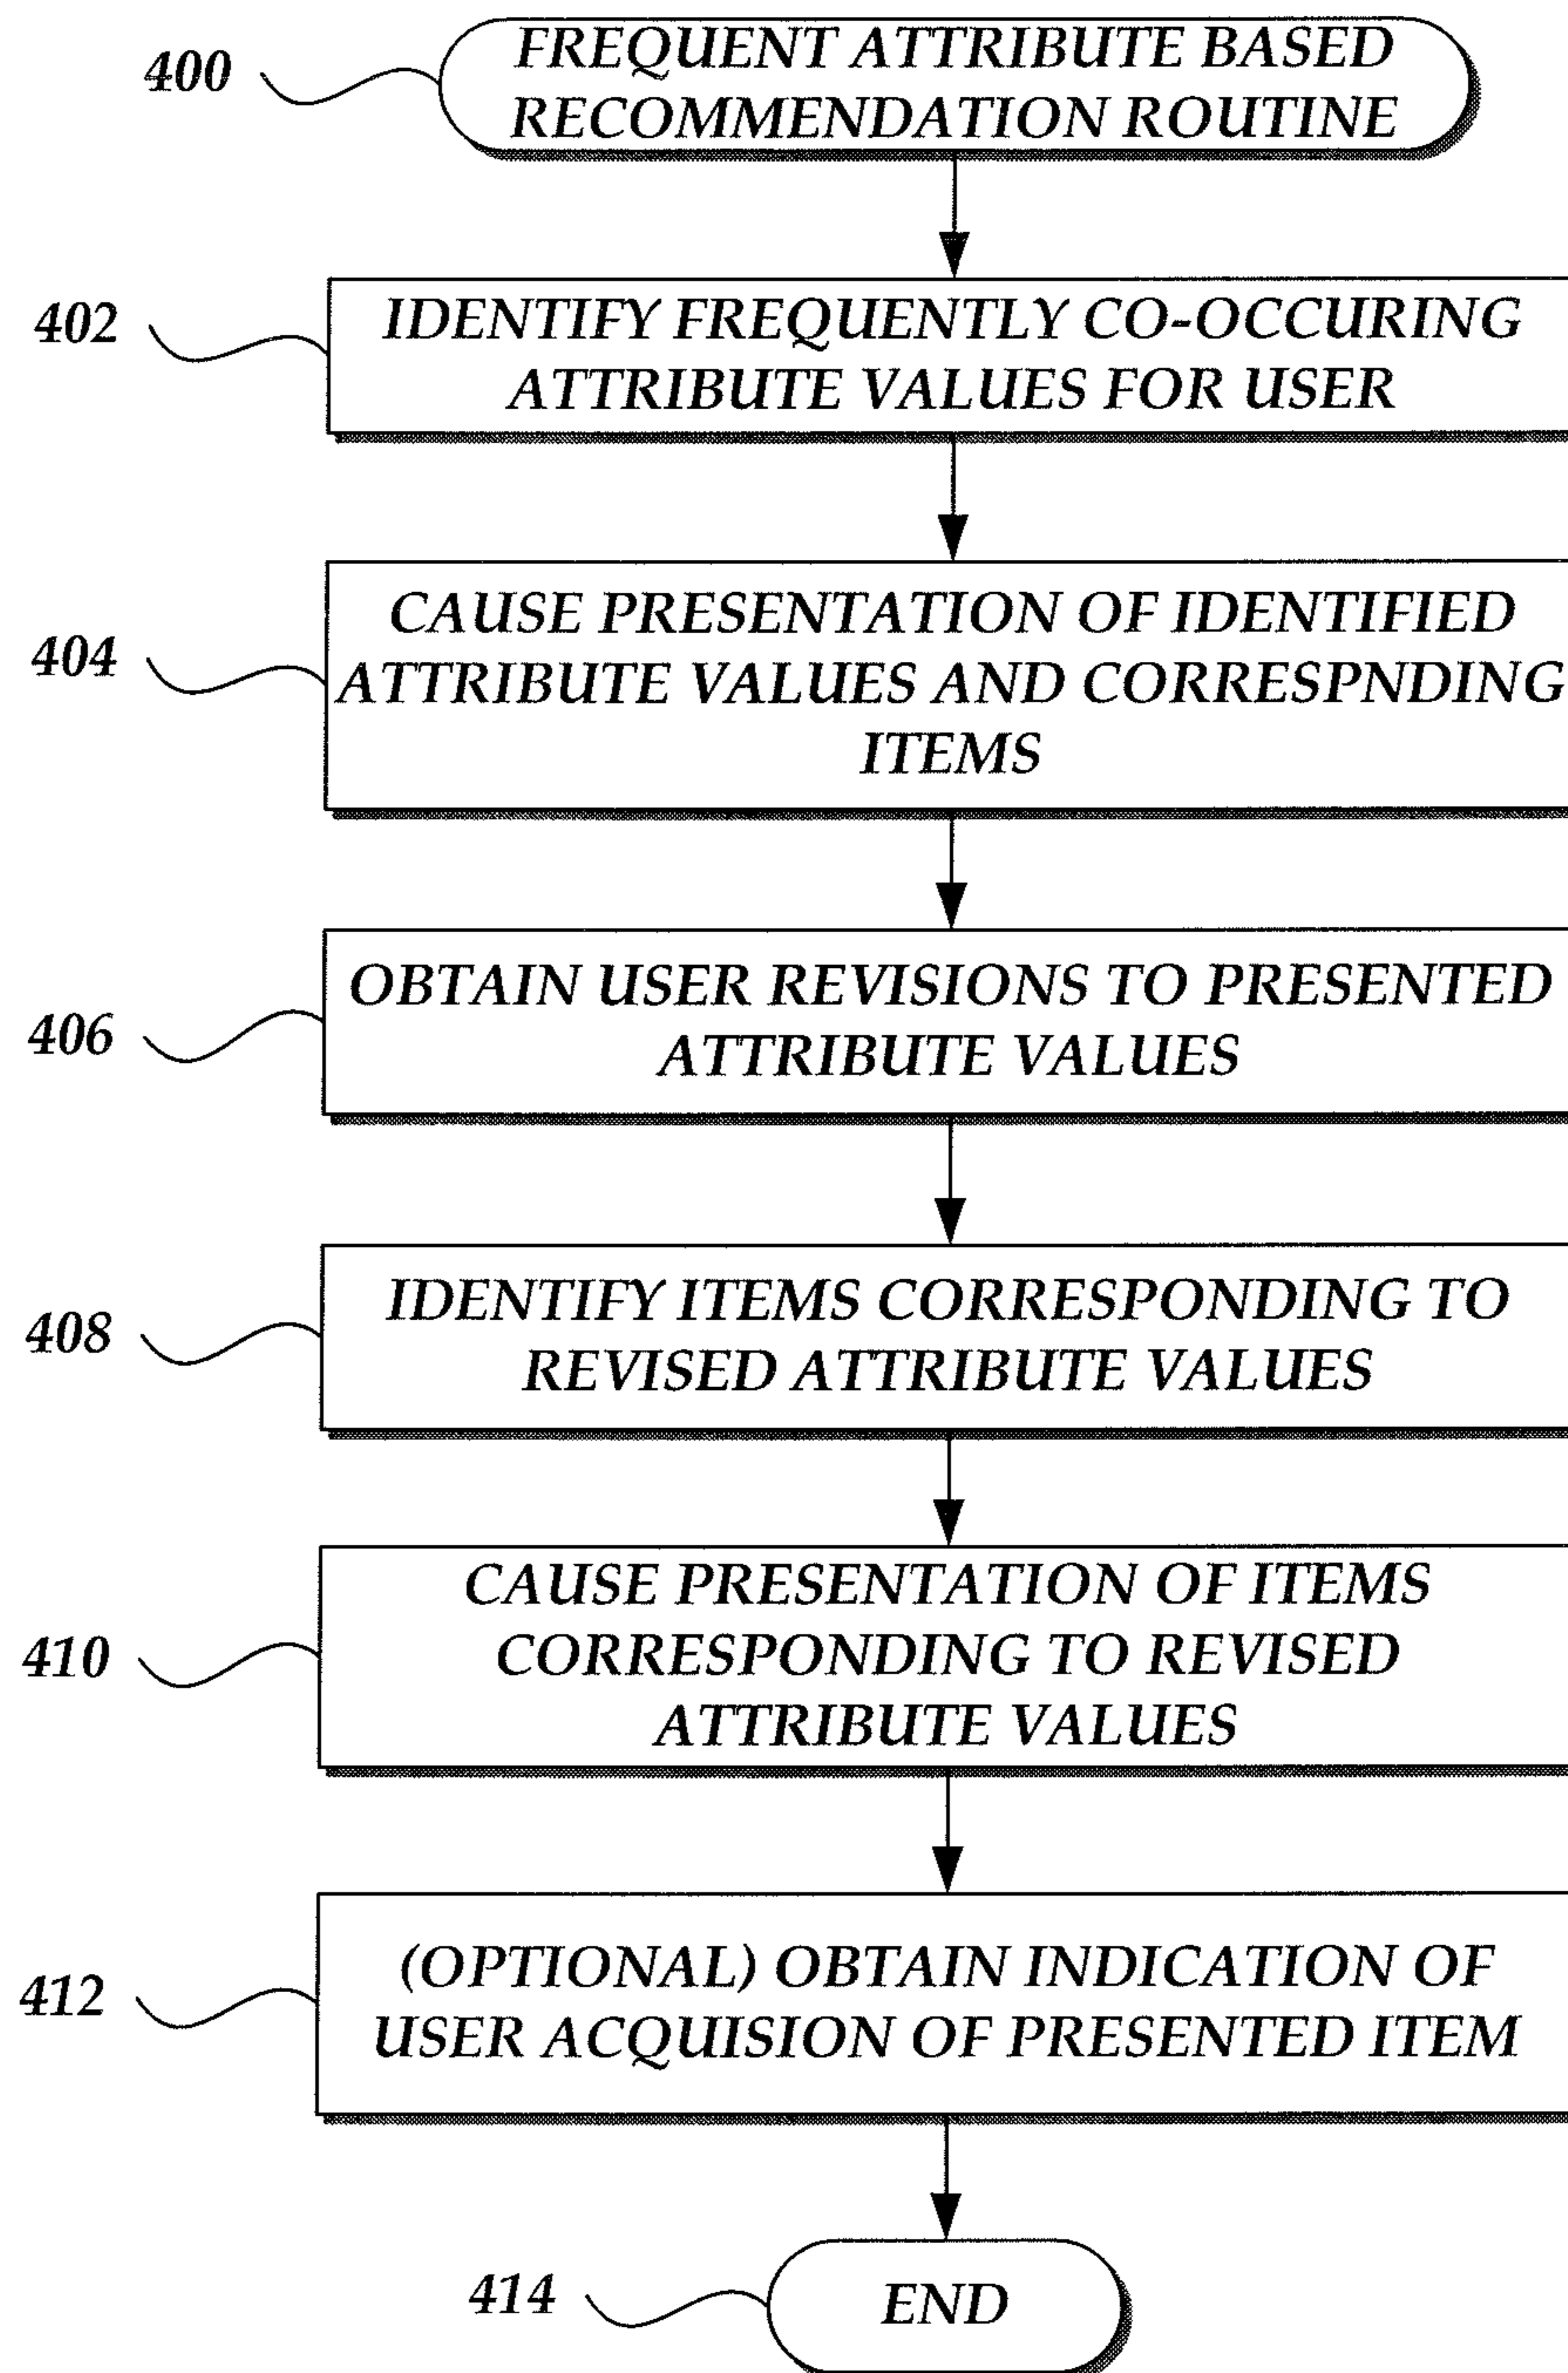 400
FREQUENT ATTRIBUTE BASED
RECOMMENDATION ROUTINE
402
IDENTIFY FREQUENTLY CO-OCCURING
ATTRIBUTE VALUES FOR USER
404
CAUSE PRESENTATION OF IDENTIFIED
ATTRIBUTE VALUES AND CORRESPNDING
ITEMS
406
OBTAIN USER REVISIONS TO PRESENTED
ATTRIBUTE VALUES
408
IDENTIFY ITEMS CORRESPONDING TO
REVISED ATTRIBUTE VALUES
410
CAUSE PRESENTATION OF ITEMS
CORRESPONDING TO REVISED
ATTRIBUTE VALUES
412
(OPTIONAL) OBTAIN INDICATION OF
USER ACQUISION OF PRESENTED ITEM
414
END